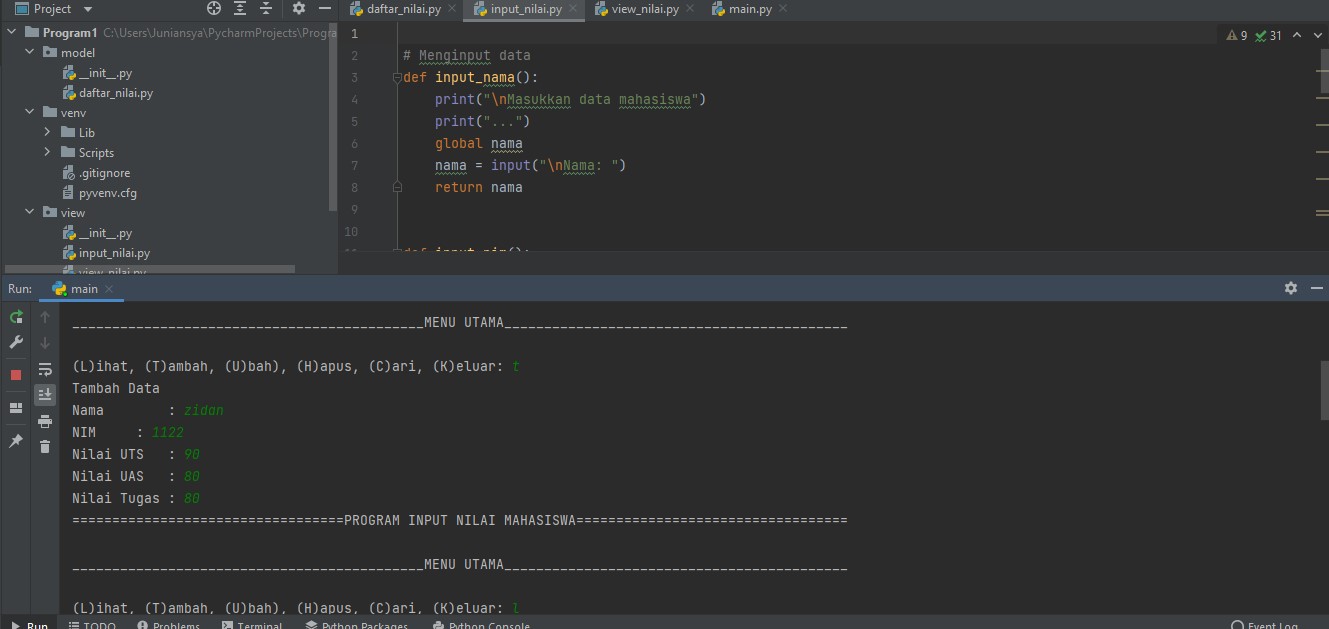 Project
daftar_nilai.py
input_nilai.py
view_nilai.py
main.py
Program1 C:\Users\Juniansya\PycharmProjects\Progra
model
__init__.py
daftar_nilai.py
venv
Lib
Scripts
.gitignore
pyvenv.cfg
view
__init__.py
input_nilai.py
view_nilai.py
9 31
1
2 # Menginput data
3 def input_nama():
4 print("\nMasukkan data mahasiswa")
5 print("...")
6 global nama
7 nama = input("\nNama: ")
8 return nama
9
10
11 def input_nim():
Run: main
____________________________________________MENU UTAMA___________________________________________
(L)ihat, (T)ambah, (U)bah), (H)apus, (C)ari, (K)eluar: t
Tambah Data
Nama : zidan
NIM : 1122
Nilai UTS : 90
Nilai UAS : 80
Nilai Tugas : 80
==================================PROGRAM INPUT NILAI MAHASISWA==================================
____________________________________________MENU UTAMA___________________________________________
(L)ihat, (T)ambah, (U)bah), (H)apus, (C)ari, (K)eluar: l
Run TODO Problems Terminal Python Packages Python Console Event Log